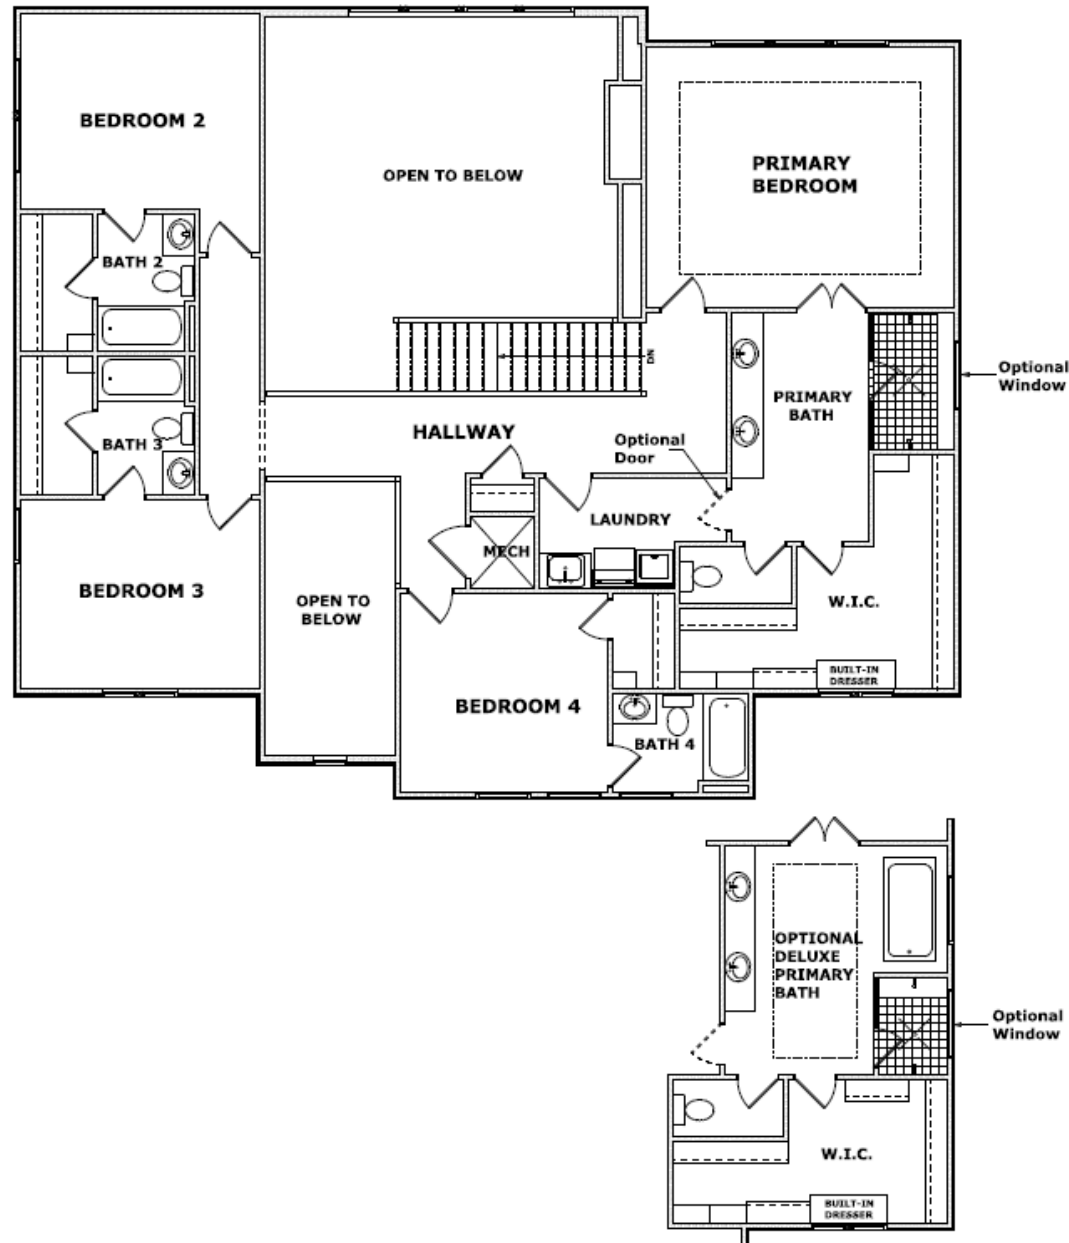 BEDROOM 2
OPEN TO BELOW
PRIMARY
BEDROOM
BATH 2
DN
Optional
Window
PRIMARY
BATH
HALLWAY
Optional
Door
BATH 3
LAUNDRY
MECH
BEDROOM 3
OPEN TO
BELOW
W.I.C.
BUILT-IN
DRESSER
BEDROOM 4
BATH 4
OPTIONAL
DELUXE
PRIMARY
BATH
Optional
Window
W.I.C.
BUILT-IN
DRESSER